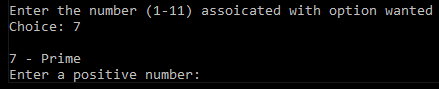 Enter the number (1-11) assoicated with option wanted
Choice: 7
7 - Prime
Enter a positive number: